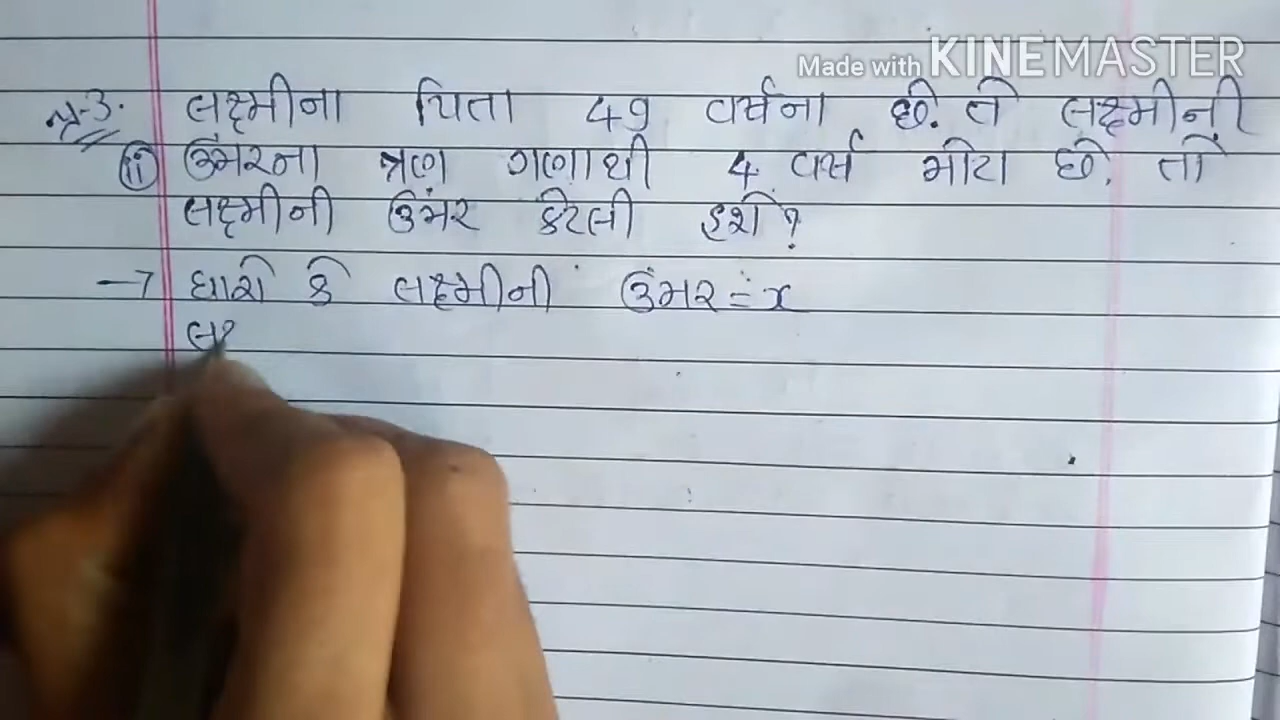 Made with KINEMASTER
પ્ર-3. લક્ષ્મીના પિતા 49 વર્ષના છે. તે લક્ષ્મીની
(ii) ઉંમરના ત્રણ ગણાથી 4 વર્ષ મોટા છે. તો
લક્ષ્મીની ઉંમર કેટલી હશે?
→ ધારો કે લક્ષ્મીની ઉંમર = x